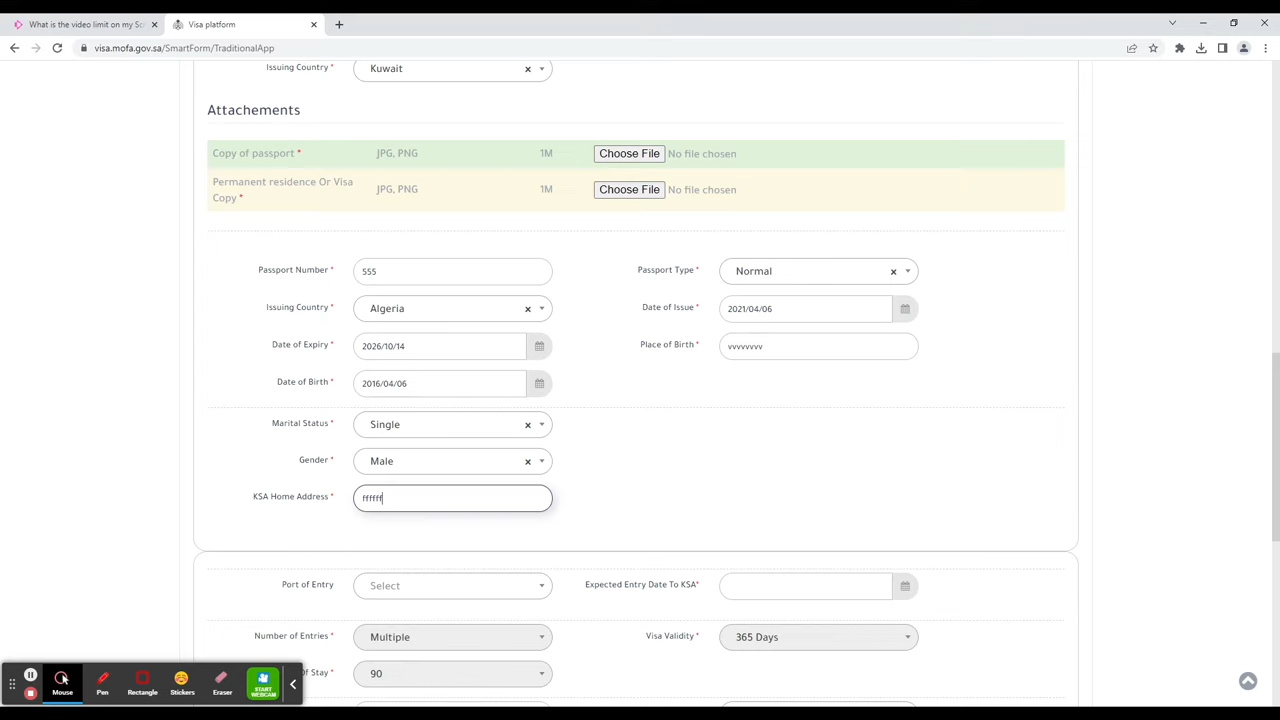 What is the video limit on my So
Visa platform
visa.mofa.gov.sa/SmartForm/TraditionalApp
Issuing Country * Kuwait
Attachements
Copy of passport * JPG, PNG 1M Choose File No file chosen
Permanent residence Or Visa Copy * JPG, PNG 1M Choose File No file chosen
Passport Number * 555 Passport Type * Normal
Issuing Country * Algeria Date of Issue * 2021/04/06
Date of Expiry * 2026/10/14 Place of Birth * vvvvvvvv
Date of Birth * 2016/04/06
Marital Status * Single
Gender * Male
KSA Home Address * ffffff
Port of Entry Select Expected Entry Date To KSA*
Number of Entries * Multiple Visa Validity * 365 Days
Of Stay * 90
Mouse Pen Rectangle Stickers Eraser START WEBCAM